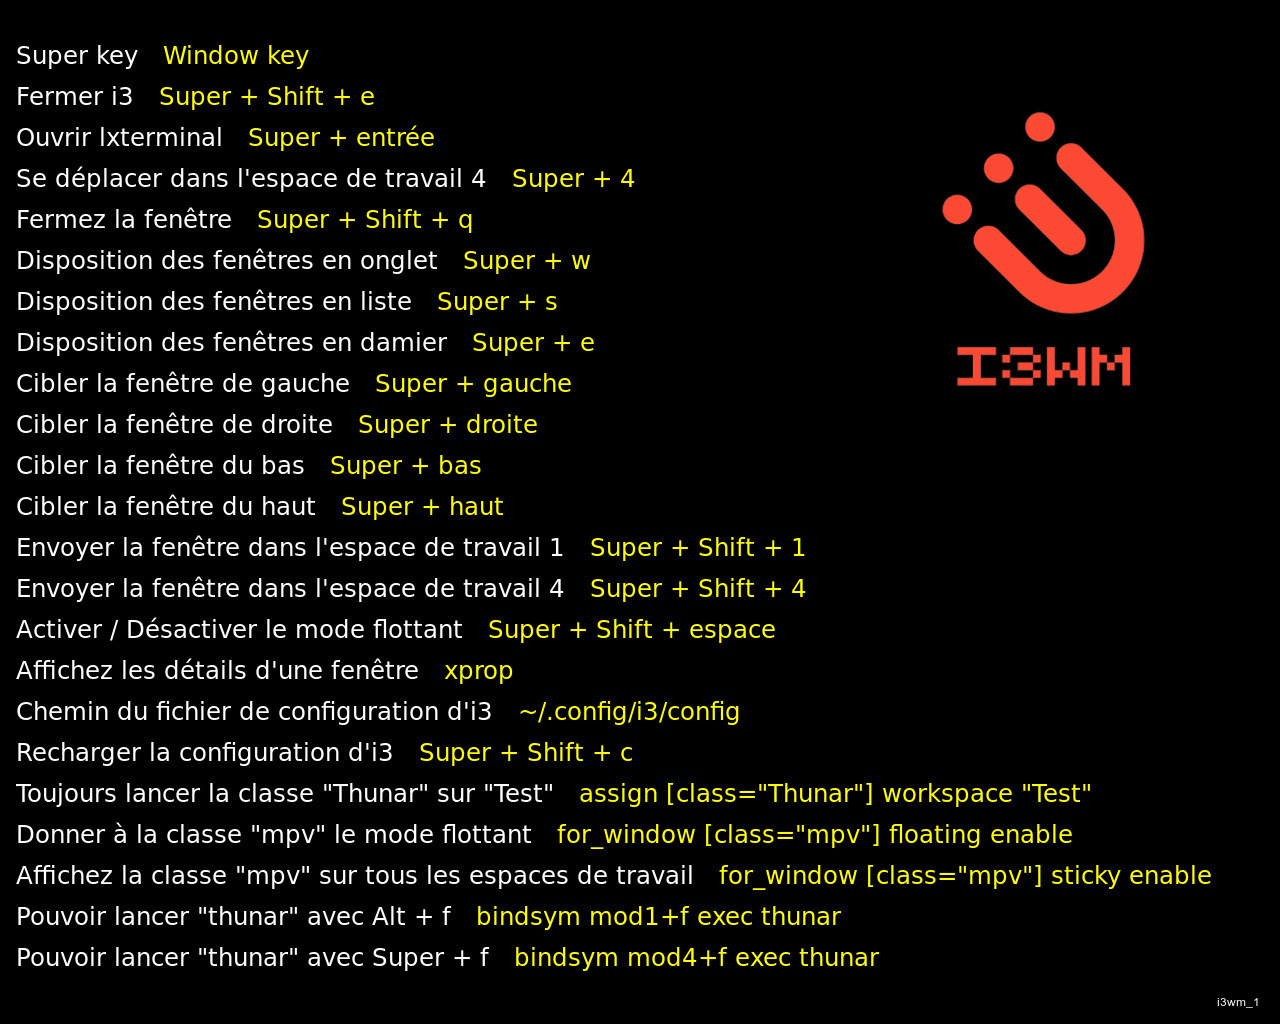 Super key Window key
Fermer i3 Super + Shift + e
Ouvrir lxterminal Super + entrée
Se déplacer dans l'espace de travail 4 Super + 4
Fermez la fenêtre Super + Shift + q
Disposition des fenêtres en onglet Super + w
Disposition des fenêtres en liste Super + s
Disposition des fenêtres en damier Super + e
Cibler la fenêtre de gauche Super + gauche
Cibler la fenêtre de droite Super + droite
Cibler la fenêtre du bas Super + bas
Cibler la fenêtre du haut Super + haut
Envoyer la fenêtre dans l'espace de travail 1 Super + Shift + 1
Envoyer la fenêtre dans l'espace de travail 4 Super + Shift + 4
Activer / Désactiver le mode flottant Super + Shift + espace
Affichez les détails d'une fenêtre xprop
Chemin du fichier de configuration d'i3 ~/.config/i3/config
Recharger la configuration d'i3 Super + Shift + c
Toujours lancer la classe "Thunar" sur "Test" assign [class="Thunar"] workspace "Test"
Donner à la classe "mpv" le mode flottant for_window [class="mpv"] floating enable
Affichez la classe "mpv" sur tous les espaces de travail for_window [class="mpv"] sticky enable
Pouvoir lancer "thunar" avec Alt + f bindsym mod1+f exec thunar
Pouvoir lancer "thunar" avec Super + f bindsym mod4+f exec thunar
I3WM
i3wm_1